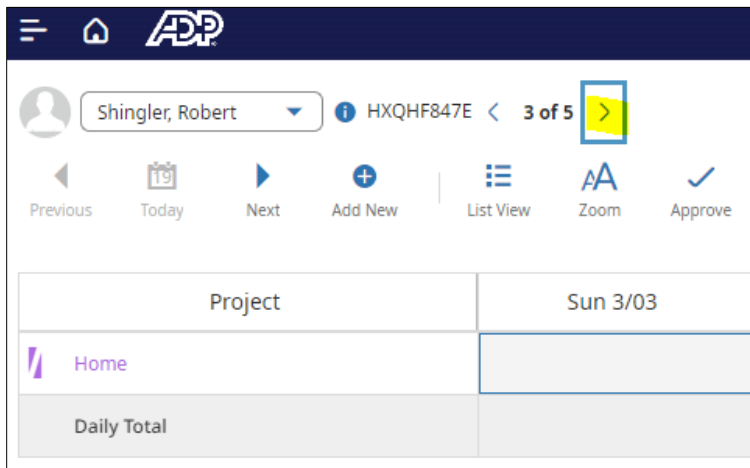 ADP
Shingler, Robert HXQHF847E 3 of 5
19
Previous Today Next Add New List View AA Zoom Approve
Project Sun 3/03
Home
Daily Total